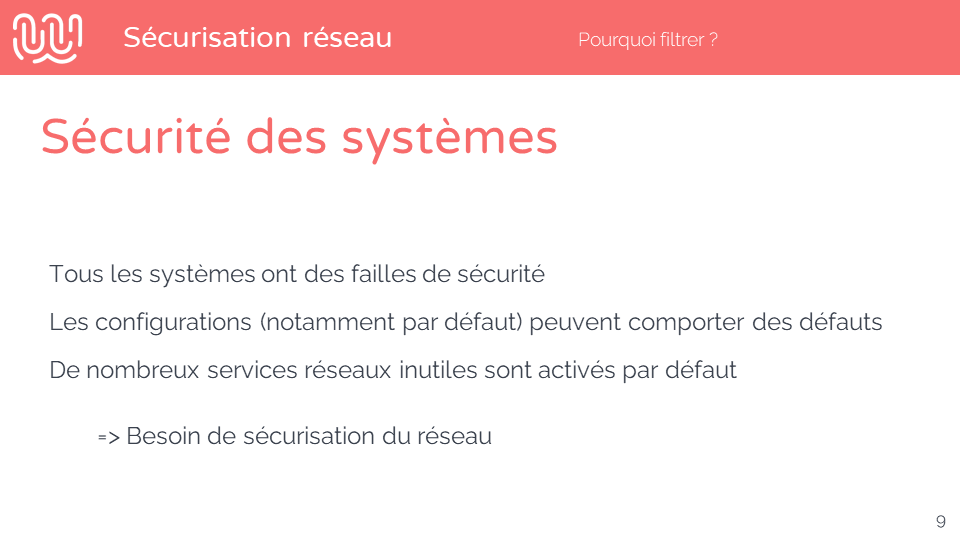 Sécurisation réseau
Pourquoi filtrer ?
Sécurité des systèmes
Tous les systèmes ont des failles de sécurité
Les configurations (notamment par défaut) peuvent comporter des défauts
De nombreux services réseaux inutiles sont activés par défaut
=> Besoin de sécurisation du réseau
9